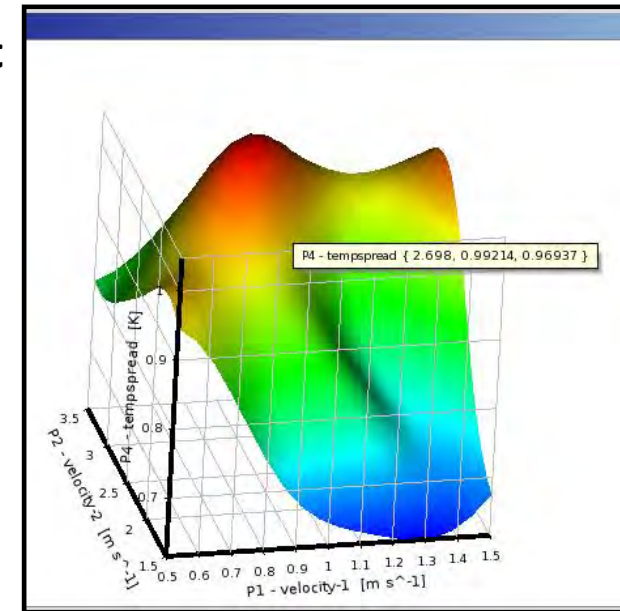 t
P4 - tempspread { 2.698, 0.99214, 0.96937 }
P4 - tempspread [K]
1
0.9
0.8
0.7
3.5
3
2.5
2
1.5
P2 - velocity-2 [m s^-1]
0.5 0.6 0.7 0.8 0.9 1 1.1 1.2 1.3 1.4 1.5
P1 - velocity-1 [m s^-1]